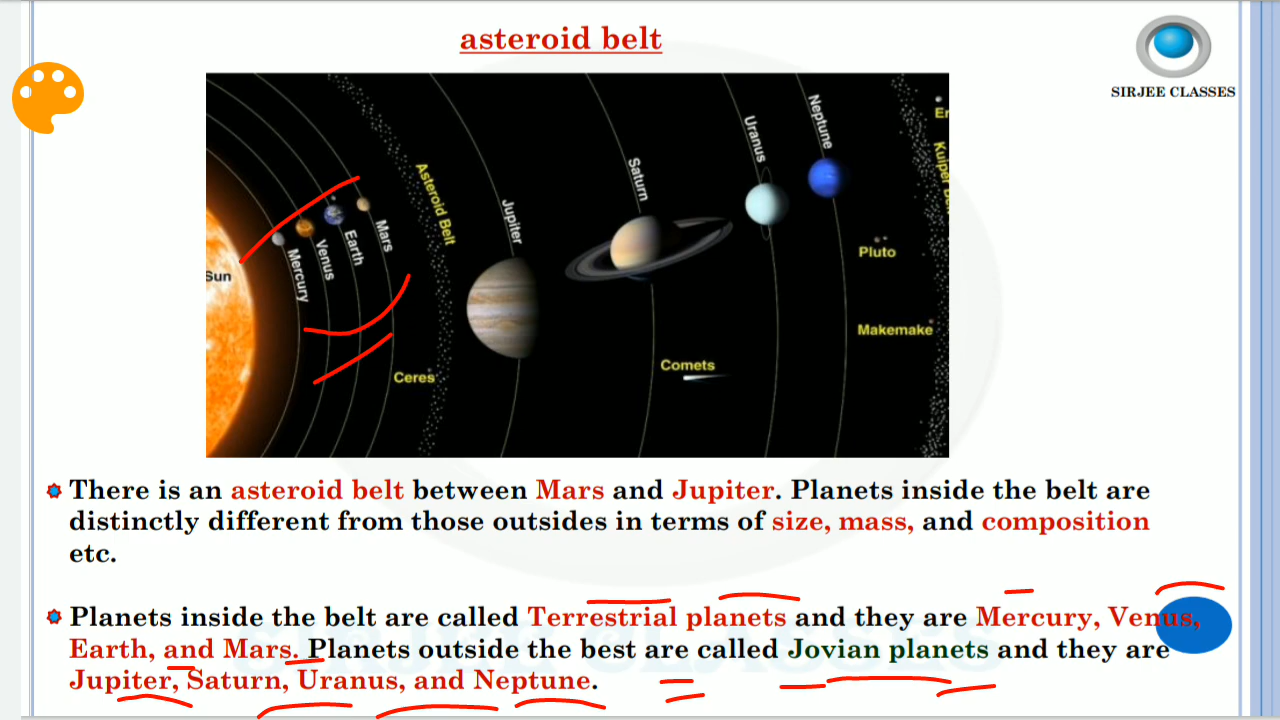 asteroid belt
SIRJEE CLASSES
Sun
Mercury
Venus
Earth
Mars
Asteroid Belt
Ceres
Jupiter
Saturn
Comets
Uranus
Neptune
Pluto
Makemake
Er
Kuiper Be
There is an asteroid belt between Mars and Jupiter. Planets inside the belt are
distinctly different from those outsides in terms of size, mass, and composition
etc.
Planets inside the belt are called Terrestrial planets and they are Mercury, Venus,
Earth, and Mars. Planets outside the best are called Jovian planets and they are
Jupiter, Saturn, Uranus, and Neptune.